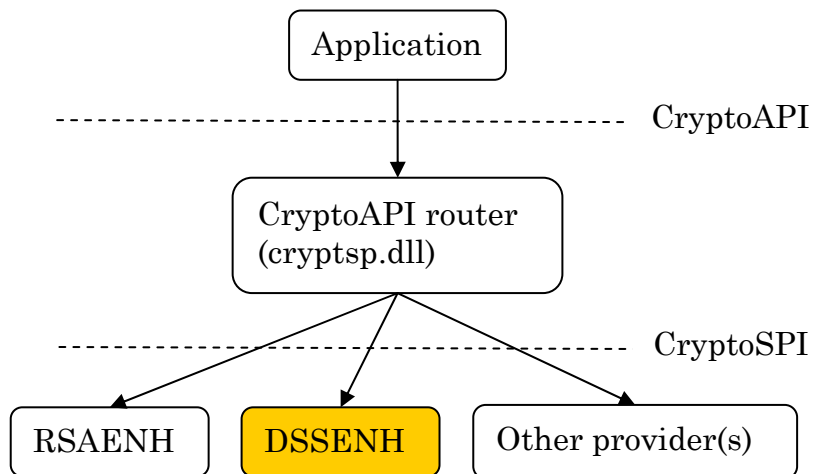 Application
CryptoAPI
CryptoAPI router
(cryptsp.dll)
CryptoSPI
RSAENH
DSSENH
Other provider(s)